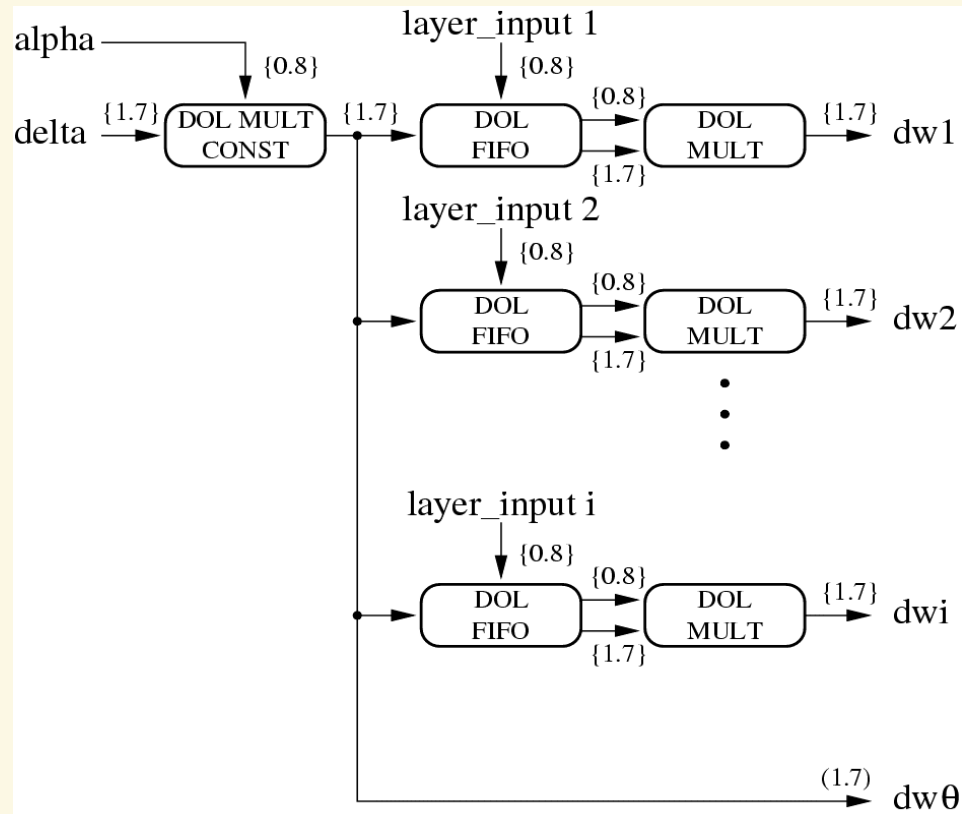 alpha
{0.8}
delta
{1.7}
DOL MULT
CONST
{1.7}
layer_input 1
{0.8}
DOL
FIFO
{0.8}
{1.7}
DOL
MULT
{1.7}
dw1
layer_input 2
{0.8}
DOL
FIFO
{0.8}
{1.7}
DOL
MULT
{1.7}
dw2
layer_input i
{0.8}
DOL
FIFO
{0.8}
{1.7}
DOL
MULT
{1.7}
dwi
(1.7)
dwθ